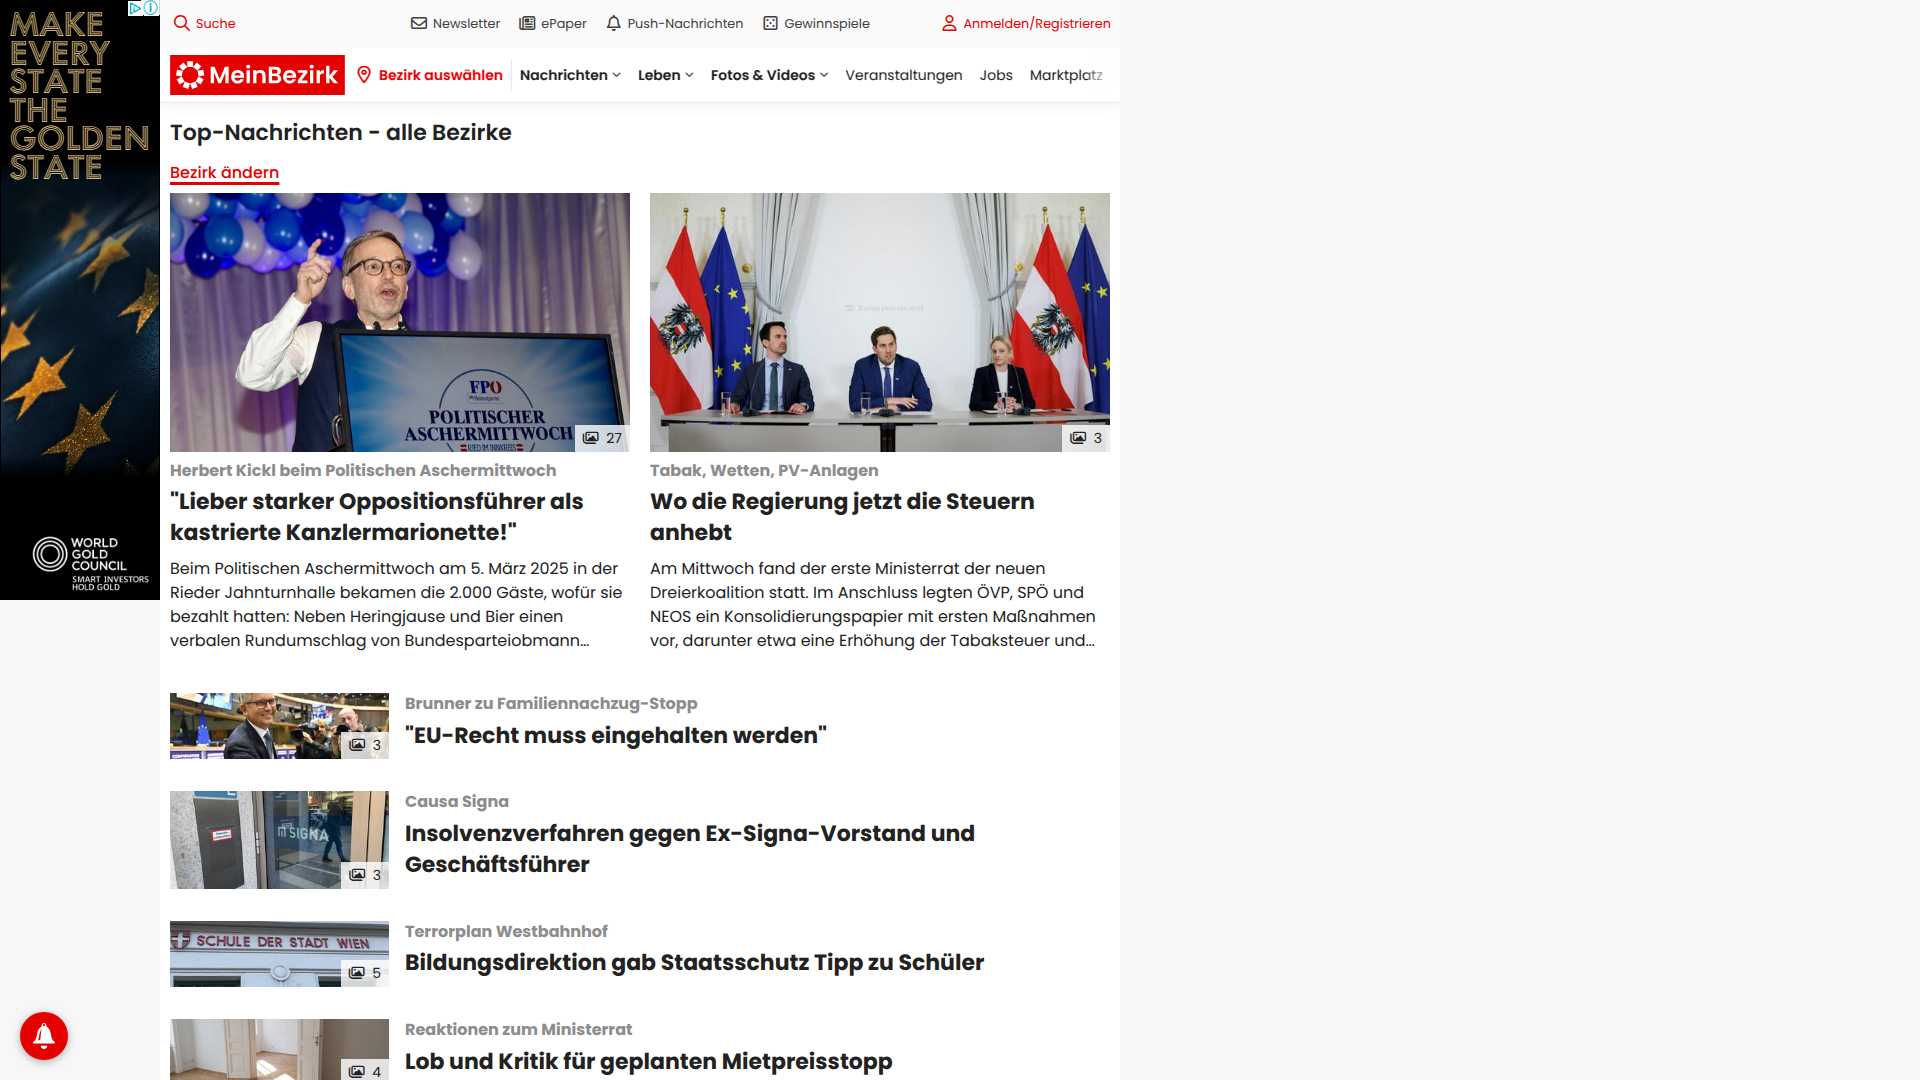 MAKE
EVERY
STATE
THE
GOLDEN
STATE
WORLD
GOLD
COUNCIL
SMART INVESTORS
HOLD GOLD
Suche
Newsletter
ePaper
Push-Nachrichten
Gewinnspiele
Anmelden/Registrieren
MeinBezirk
Bezirk auswählen
Nachrichten
Leben
Fotos & Videos
Veranstaltungen
Jobs
Marktplatz
Top-Nachrichten - alle Bezirke
Bezirk ändern
FPÖ
POLITISCHER
ASCHERMITTWOCH
RIED IM INNKREIS
27
3
Herbert Kickl beim Politischen Aschermittwoch
"Lieber starker Oppositionsführer als
kastrierte Kanzlermarionette!"
Beim Politischen Aschermittwoch am 5. März 2025 in der
Rieder Jahnturnhalle bekamen die 2.000 Gäste, wofür sie
bezahlt hatten: Neben Heringjause und Bier einen
verbalen Rundumschlag von Bundesparteiobmann...
Tabak, Wetten, PV-Anlagen
Wo die Regierung jetzt die Steuern
anhebt
Am Mittwoch fand der erste Ministerrat der neuen
Dreierkoalition statt. Im Anschluss legten ÖVP, SPÖ und
NEOS ein Konsolidierungspapier mit ersten Maßnahmen
vor, darunter etwa eine Erhöhung der Tabaksteuer und...
3
Brunner zu Familiennachzug-Stopp
"EU-Recht muss eingehalten werden"
SIGNA
3
Causa Signa
Insolvenzverfahren gegen Ex-Signa-Vorstand und
Geschäftsführer
SCHULE DER STADT WIEN
5
Terrorplan Westbahnhof
Bildungsdirektion gab Staatsschutz Tipp zu Schüler
4
Reaktionen zum Ministerrat
Lob und Kritik für geplanten Mietpreisstopp